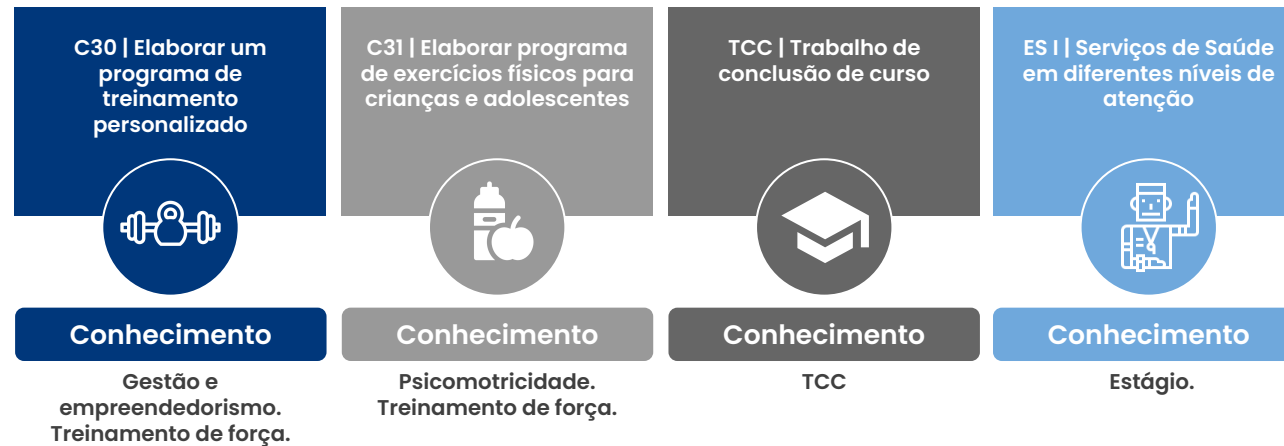 C30 | Elaborar um
programa de
treinamento
personalizado
Conhecimento
Gestão e
empreendedorismo.
Treinamento de força.
C31 | Elaborar programa
de exercícios físicos para
crianças e adolescentes
Conhecimento
Psicomotricidade.
Treinamento de força.
TCC | Trabalho de
conclusão de curso
Conhecimento
TCC
ES I | Serviços de Saúde
em diferentes níveis de
atenção
Conhecimento
Estágio.